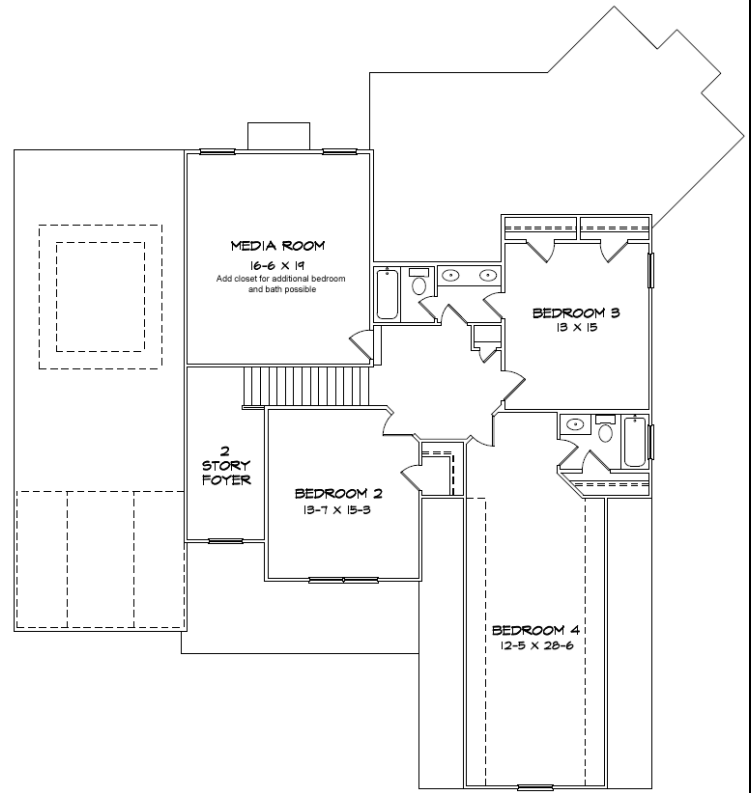 MEDIA ROOM
16-6 X 19
Add closet for additional bedroom
and bath possible
BEDROOM 3
13 X 15
2
STORY
FOYER
BEDROOM 2
13-7 X 15-3
BEDROOM 4
12-5 X 28-6